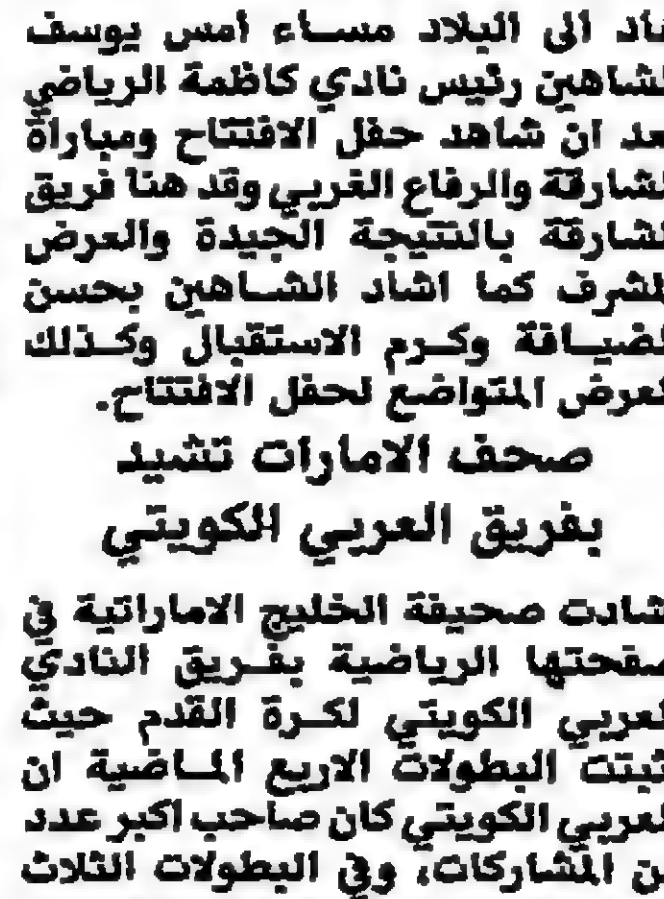 عاد الى البلاد مساء امس يوسف
الشاهين رئيس نادي كاظمة الرياضي
بعد ان شاهد حفل الافتتاح ومباراة
الشارقة والرفاع الغربي وقد هنا فريق
الشارقة بالنتيجة الجيدة والعرض
المشرف كما اشاد الشاهين بحسن
الضيافة وكرم الاستقبال وكذلك
العرض المتواضع لحفل الافتتاح.
صحف الامارات تشيد
بفريق العربي الكويتي
اشادت صحيفة الخليج الاماراتية في
صفحتها الرياضية بفريق النادي
العربي الكويتي لكرة القدم حيث
اثبتت البطولات الاربع الماضية ان
العربي الكويتي كان صاحب اكبر عدد
من المشاركات، وفي البطولات الثلاث